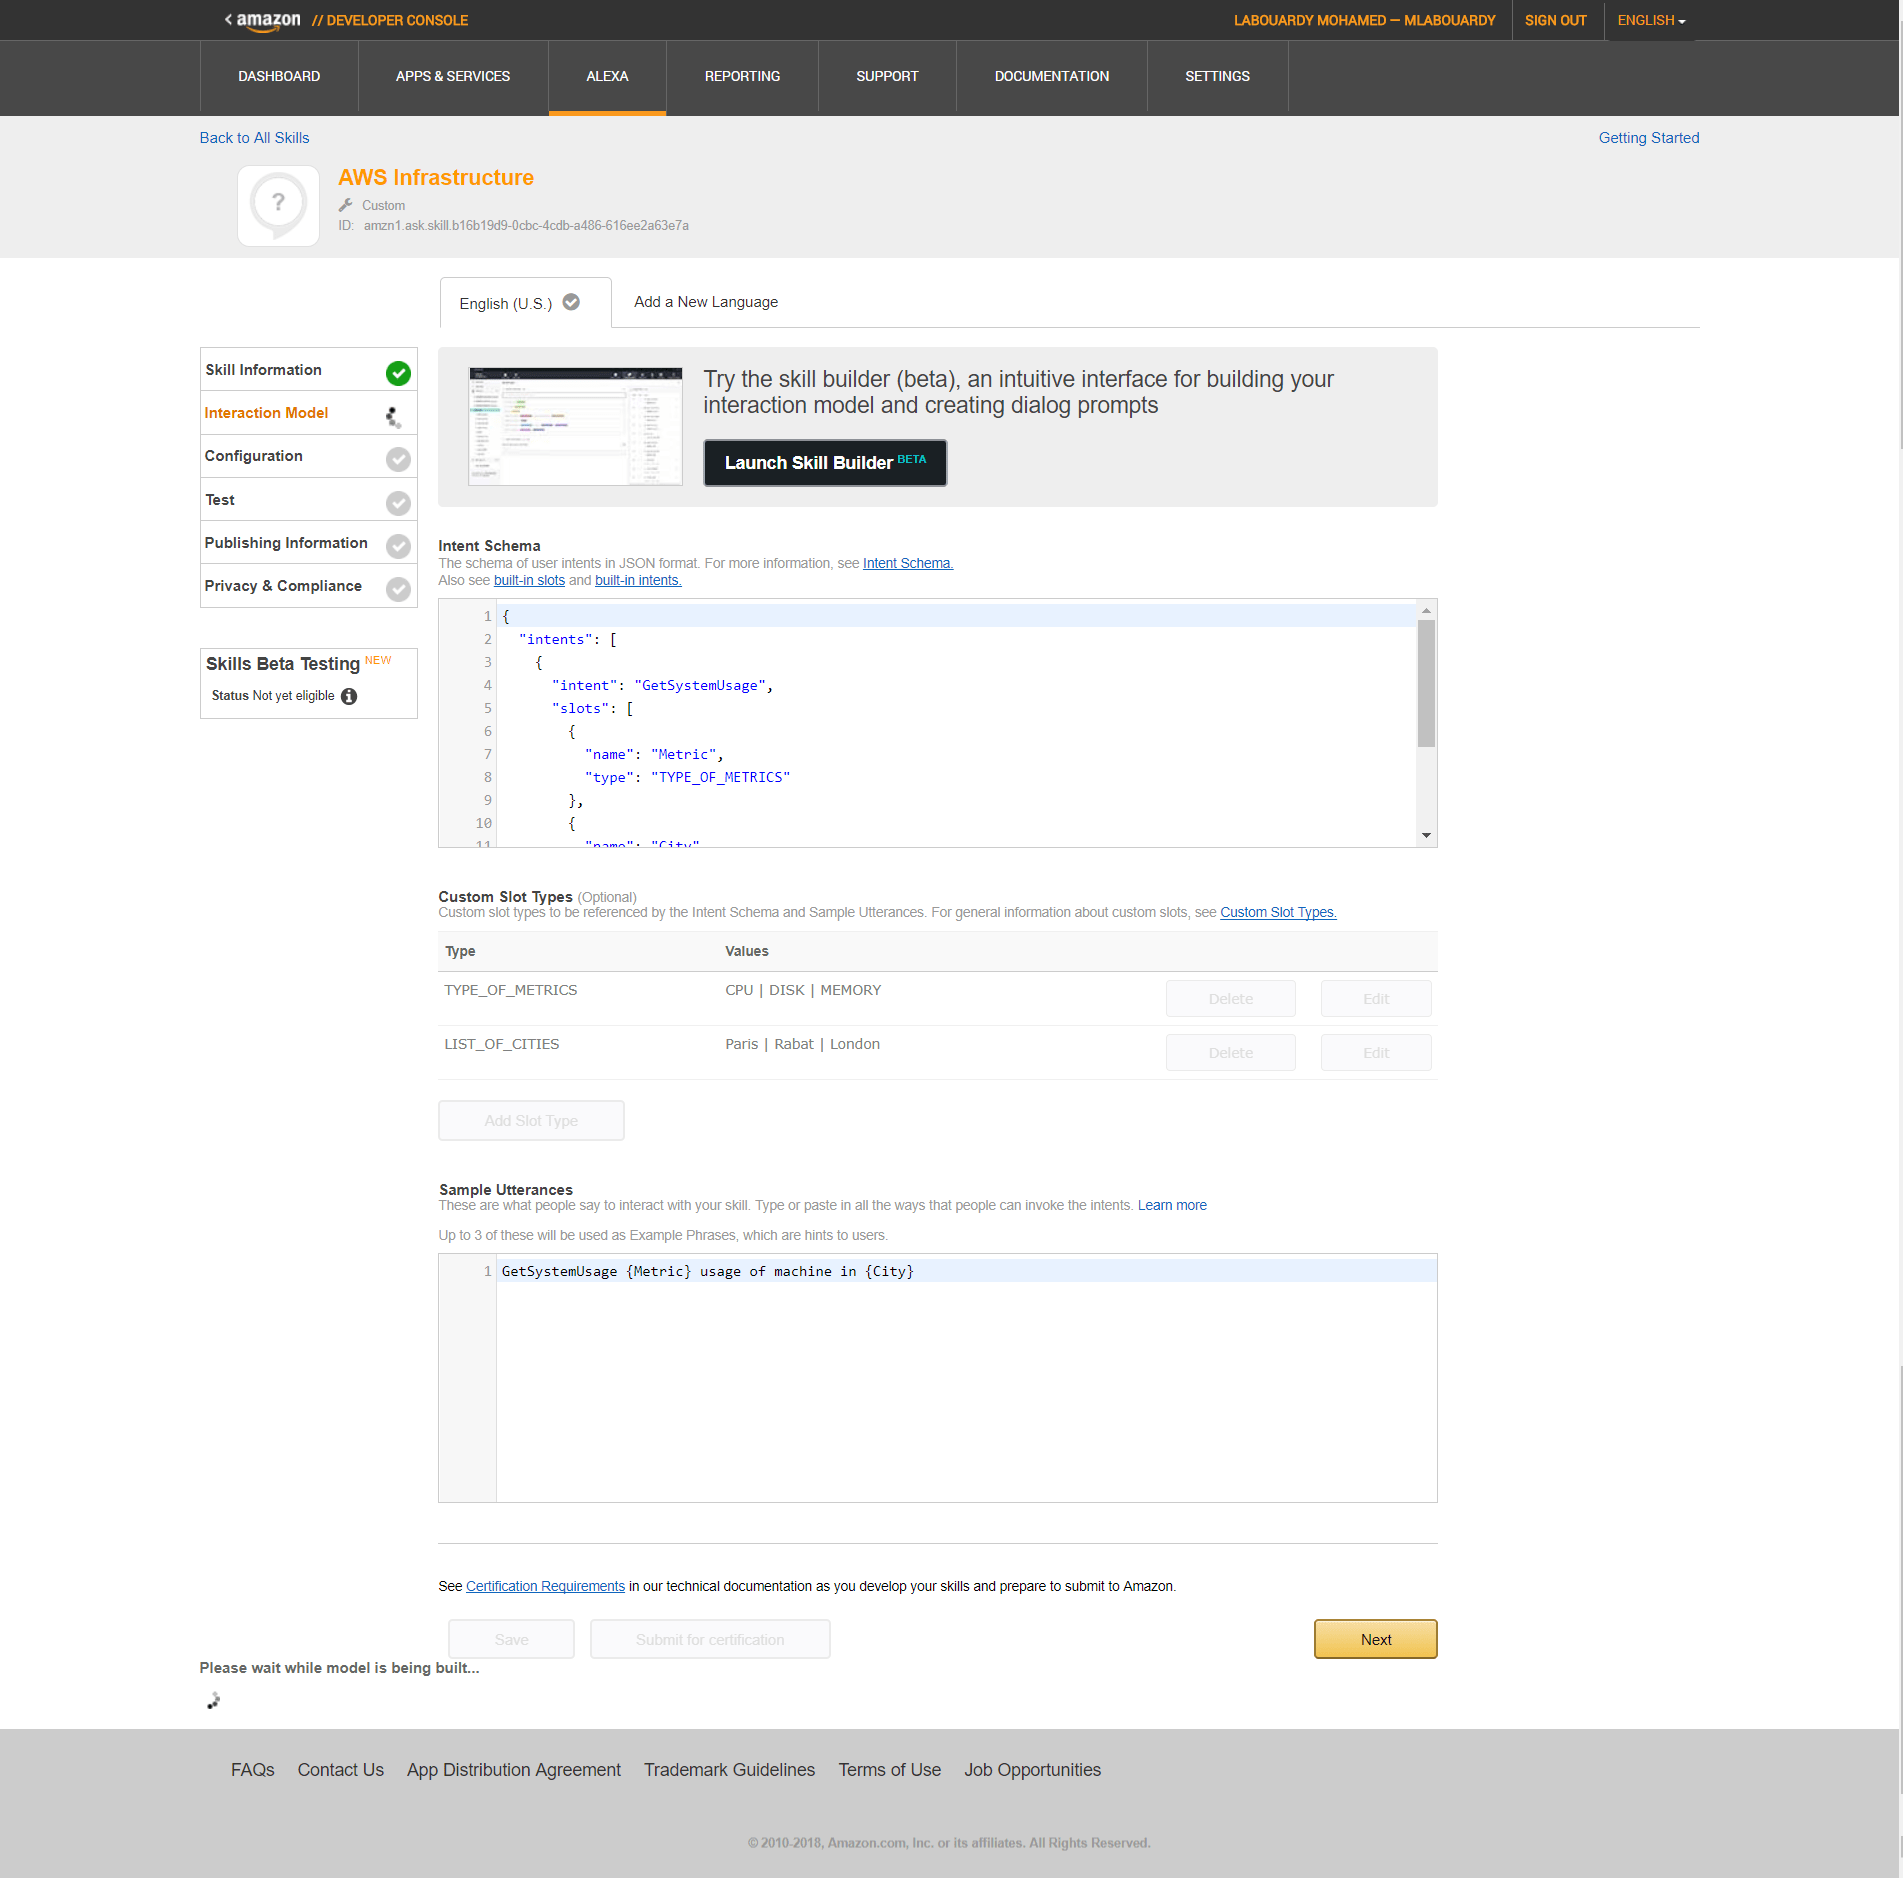 amazon // DEVELOPER CONSOLE LABOUARDY MOHAMED — MLABOUARDY SIGN OUT ENGLISH
DASHBOARD APPS & SERVICES ALEXA REPORTING SUPPORT DOCUMENTATION SETTINGS
Back to All Skills Getting Started
AWS Infrastructure
?
Custom
ID: amzn1.ask.skill.b16b19d9-0cbc-4cdb-a486-616ee2a63e7a
English (U.S.) Add a New Language
Skill Information
Interaction Model
Configuration
Test
Publishing Information
Privacy & Compliance
Skills Beta Testing NEW
Status Not yet eligible
Try the skill builder (beta), an intuitive interface for building your
interaction model and creating dialog prompts
Launch Skill Builder BETA
Intent Schema
The schema of user intents in JSON format. For more information, see Intent Schema.
Also see built-in slots and built-in intents.
1 {
2 "intents": [
3 {
4 "intent": "GetSystemUsage",
5 "slots": [
6 {
7 "name": "Metric",
8 "type": "TYPE_OF_METRICS"
9 },
10 {
11 "name": "City"
Custom Slot Types (Optional)
Custom slot types to be referenced by the Intent Schema and Sample Utterances. For general information about custom slots, see Custom Slot Types.
Type Values
TYPE_OF_METRICS CPU | DISK | MEMORY Delete Edit
LIST_OF_CITIES Paris | Rabat | London Delete Edit
Add Slot Type
Sample Utterances
These are what people say to interact with your skill. Type or paste in all the ways that people can invoke the intents. Learn more
Up to 3 of these will be used as Example Phrases, which are hints to users.
1 GetSystemUsage {Metric} usage of machine in {City}
See Certification Requirements in our technical documentation as you develop your skills and prepare to submit to Amazon.
Save Submit for certification Next
Please wait while model is being built...
FAQs Contact Us App Distribution Agreement Trademark Guidelines Terms of Use Job Opportunities
© 2010-2018, Amazon.com, Inc. or its affiliates. All Rights Reserved.